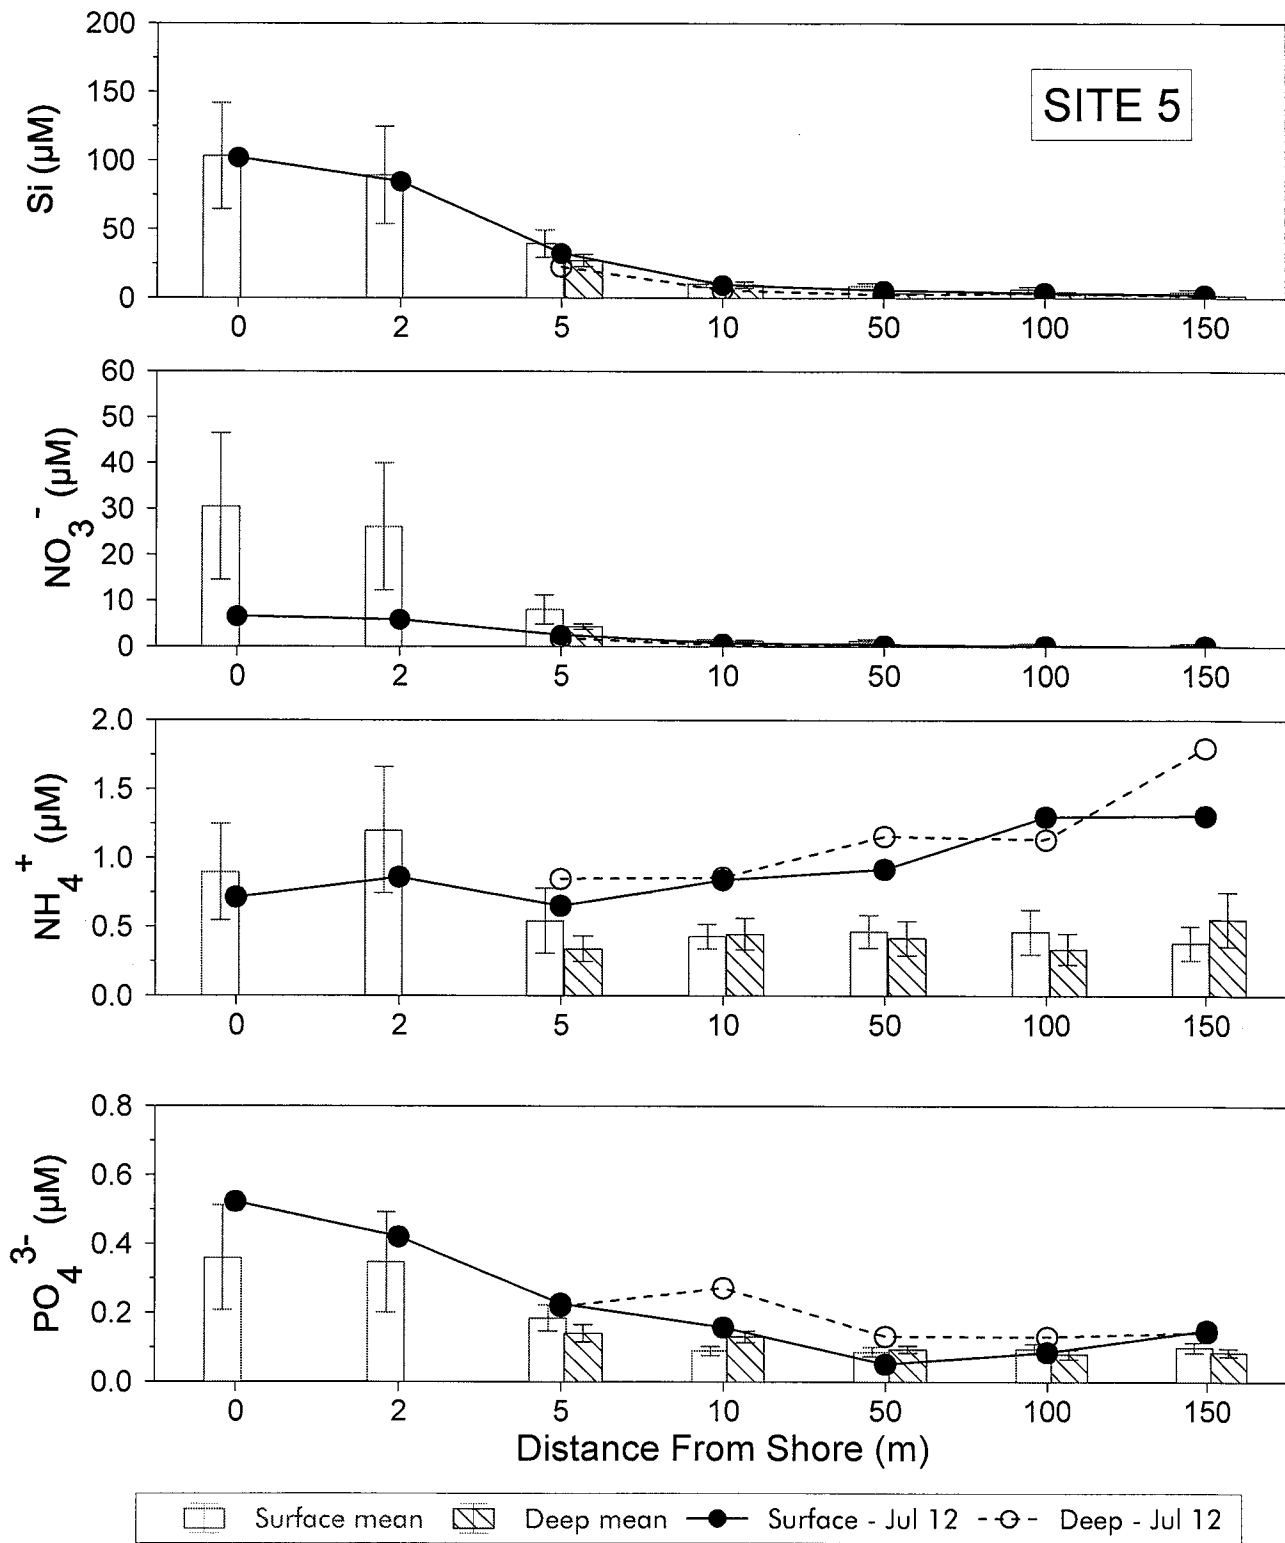 SITE 5
Si (µM)
200
150
100
50
0
0 2 5 10 50 100 150
NO3- (µM)
60
50
40
30
20
10
0
0 2 5 10 50 100 150
NH4+ (µM)
2.0
1.5
1.0
0.5
0.0
0 2 5 10 50 100 150
PO43- (µM)
0.8
0.6
0.4
0.2
0.0
0 2 5 10 50 100 150
Distance From Shore (m)
Surface mean Deep mean Surface - Jul 12 Deep - Jul 12